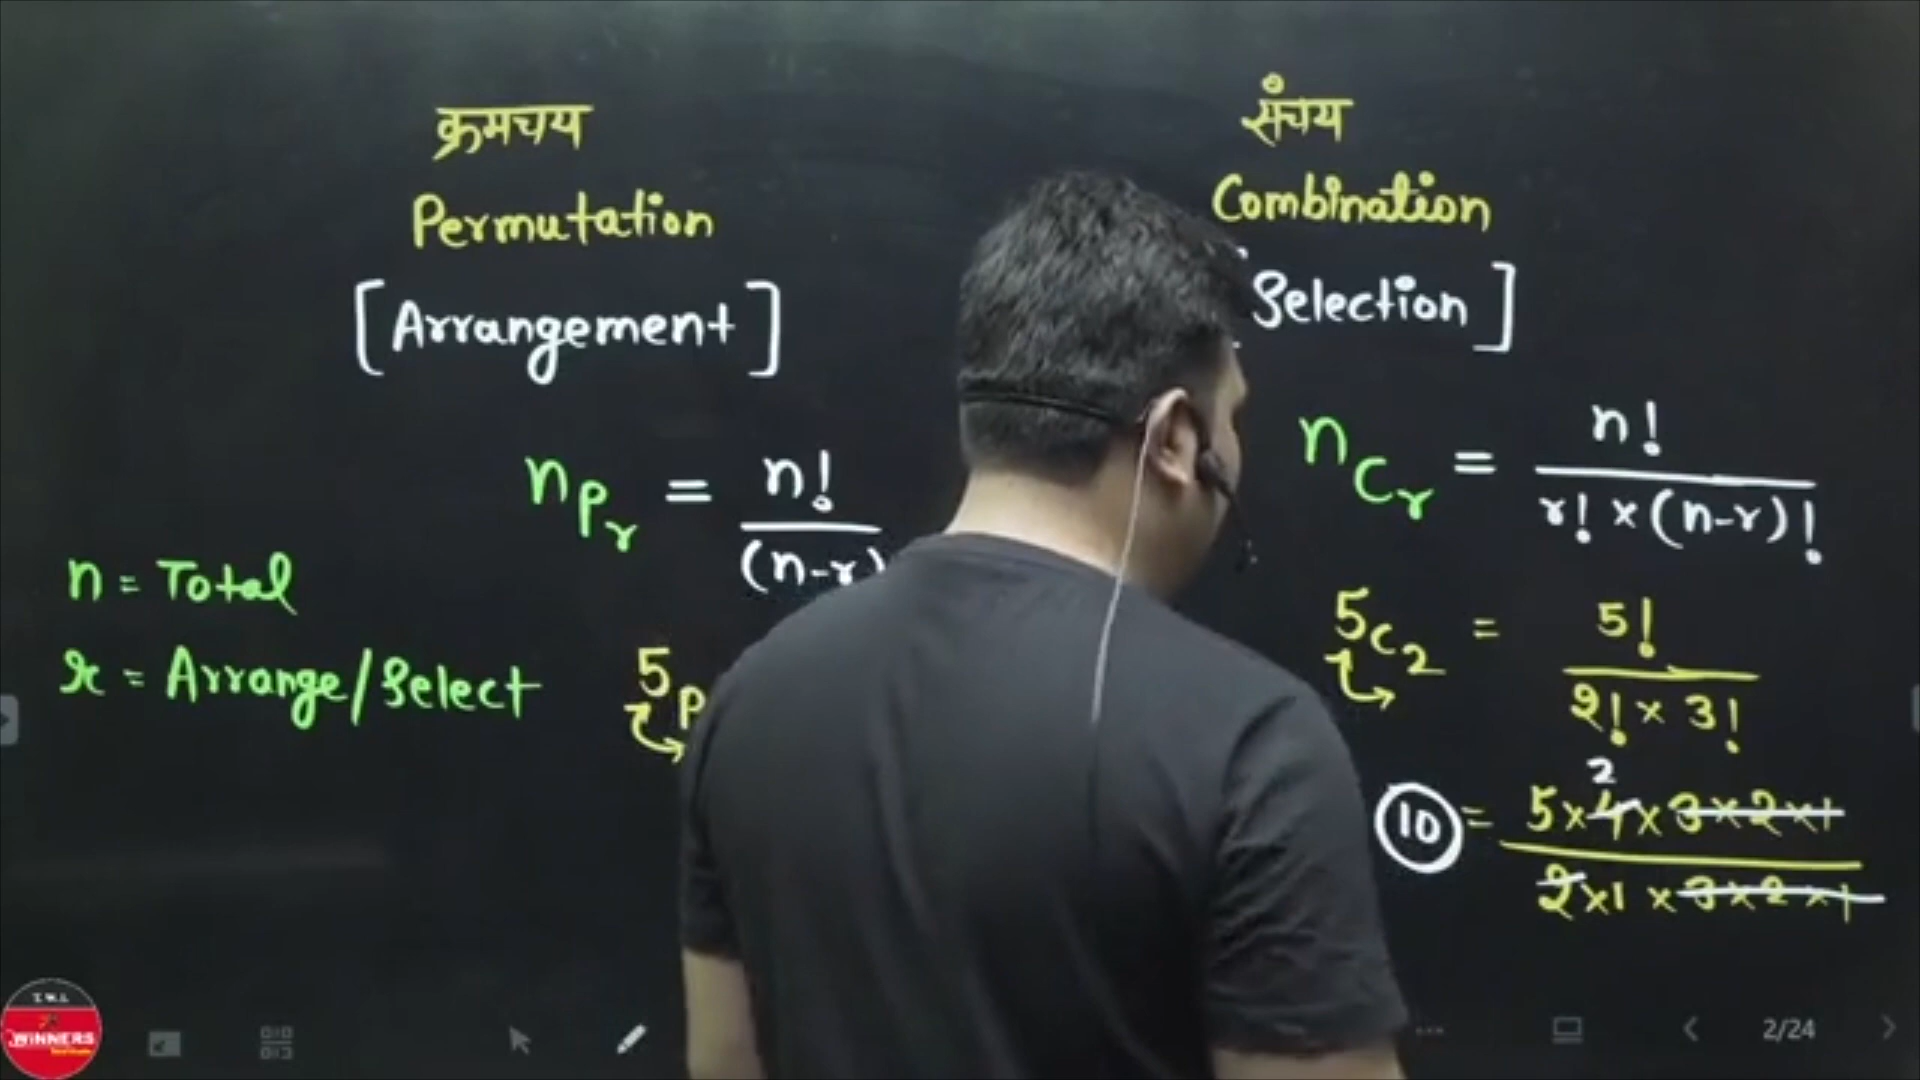 क्रमचय
Permutation
[Arrangement]
nPr = n!
(n-r)
n = Total
r = Arrange/Select
5P
संचय
Combination
Selection]
nCr = n!
r! × (n-r)!
5C2 = 5!
2! × 3!
2
10 = 5×4×3×2×1
2×1×3×2×1
WINNERS
2/24